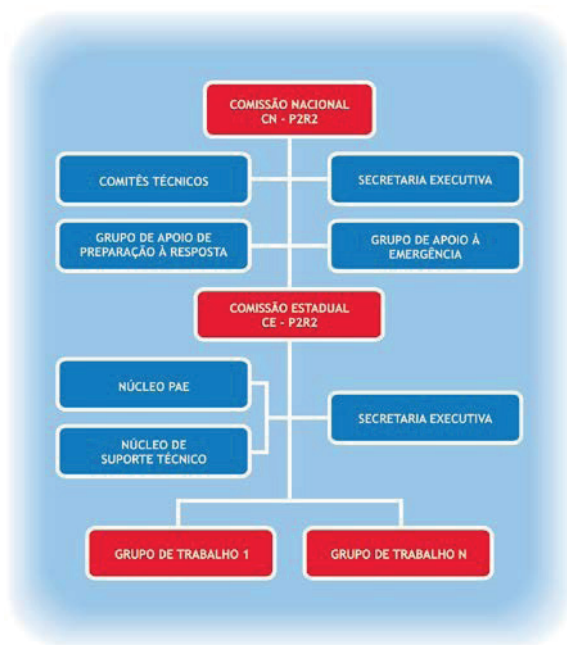 COMISSÃO NACIONAL
CN - P2R2
COMITÊS TÉCNICOS
SECRETARIA EXECUTIVA
GRUPO DE APOIO DE
PREPARAÇÃO À RESPOSTA
GRUPO DE APOIO À
EMERGÊNCIA
COMISSÃO ESTADUAL
CE - P2R2
NÚCLEO PAE
SECRETARIA EXECUTIVA
NÚCLEO DE
SUPORTE TÉCNICO
GRUPO DE TRABALHO 1
GRUPO DE TRABALHO N